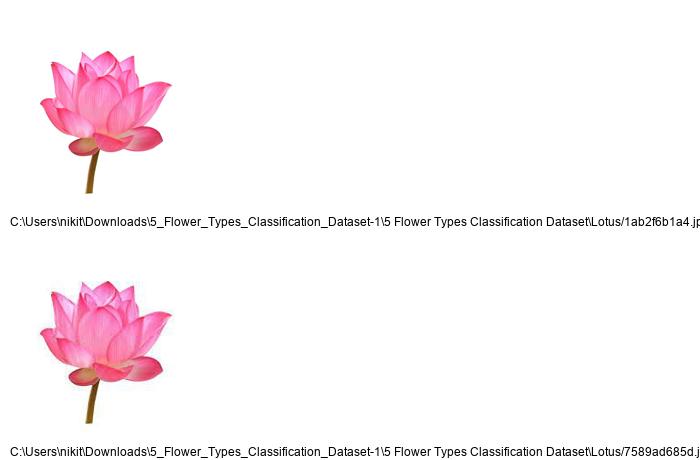 C:\Users\nikit\Downloads\5_Flower_Types_Classification_Dataset-1\5 Flower Types Classification Dataset\Lotus/1ab2f6b1a4.jp
C:\Users\nikit\Downloads\5_Flower_Types_Classification_Dataset-1\5 Flower Types Classification Dataset\Lotus/7589ad685d.j